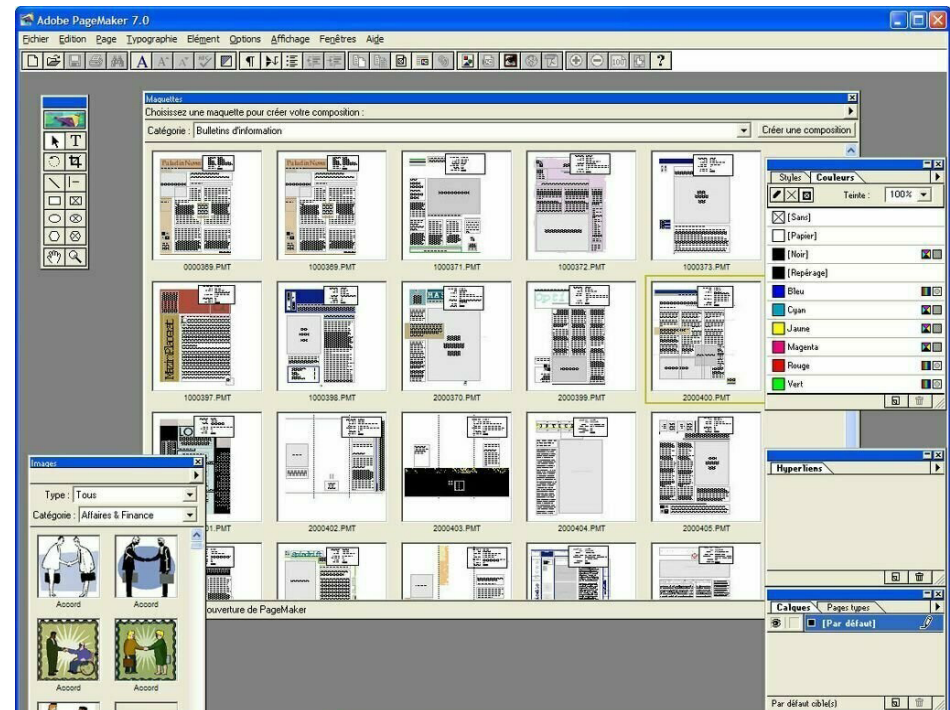 Adobe PageMaker 7.0
Fichier Edition Page Typographie Elément Options Affichage Fenêtres Aide
Maquettes
Choisissez une maquette pour créer votre composition :
Catégorie : Bulletins d'information
Créer une composition
0000369.PMT 1000369.PMT 1000371.PMT 1000372.PMT 1000373.PMT
1000397.PMT 1000398.PMT 2000370.PMT 2000399.PMT 2000400.PMT
01.PMT 2000402.PMT 2000403.PMT 2000404.PMT 2000405.PMT
ouverture de PageMaker
Styles Couleurs
Teinte : 100%
[Sans]
[Papier]
[Noir]
[Repérage]
Bleu
Cyan
Jaune
Magenta
Rouge
Vert
Hyperliens
Calques Pages types
[Par défaut]
Par défaut cible(s)
Images
Type : Tous
Catégorie : Affaires & Finance
Accord Accord
Accord Accord